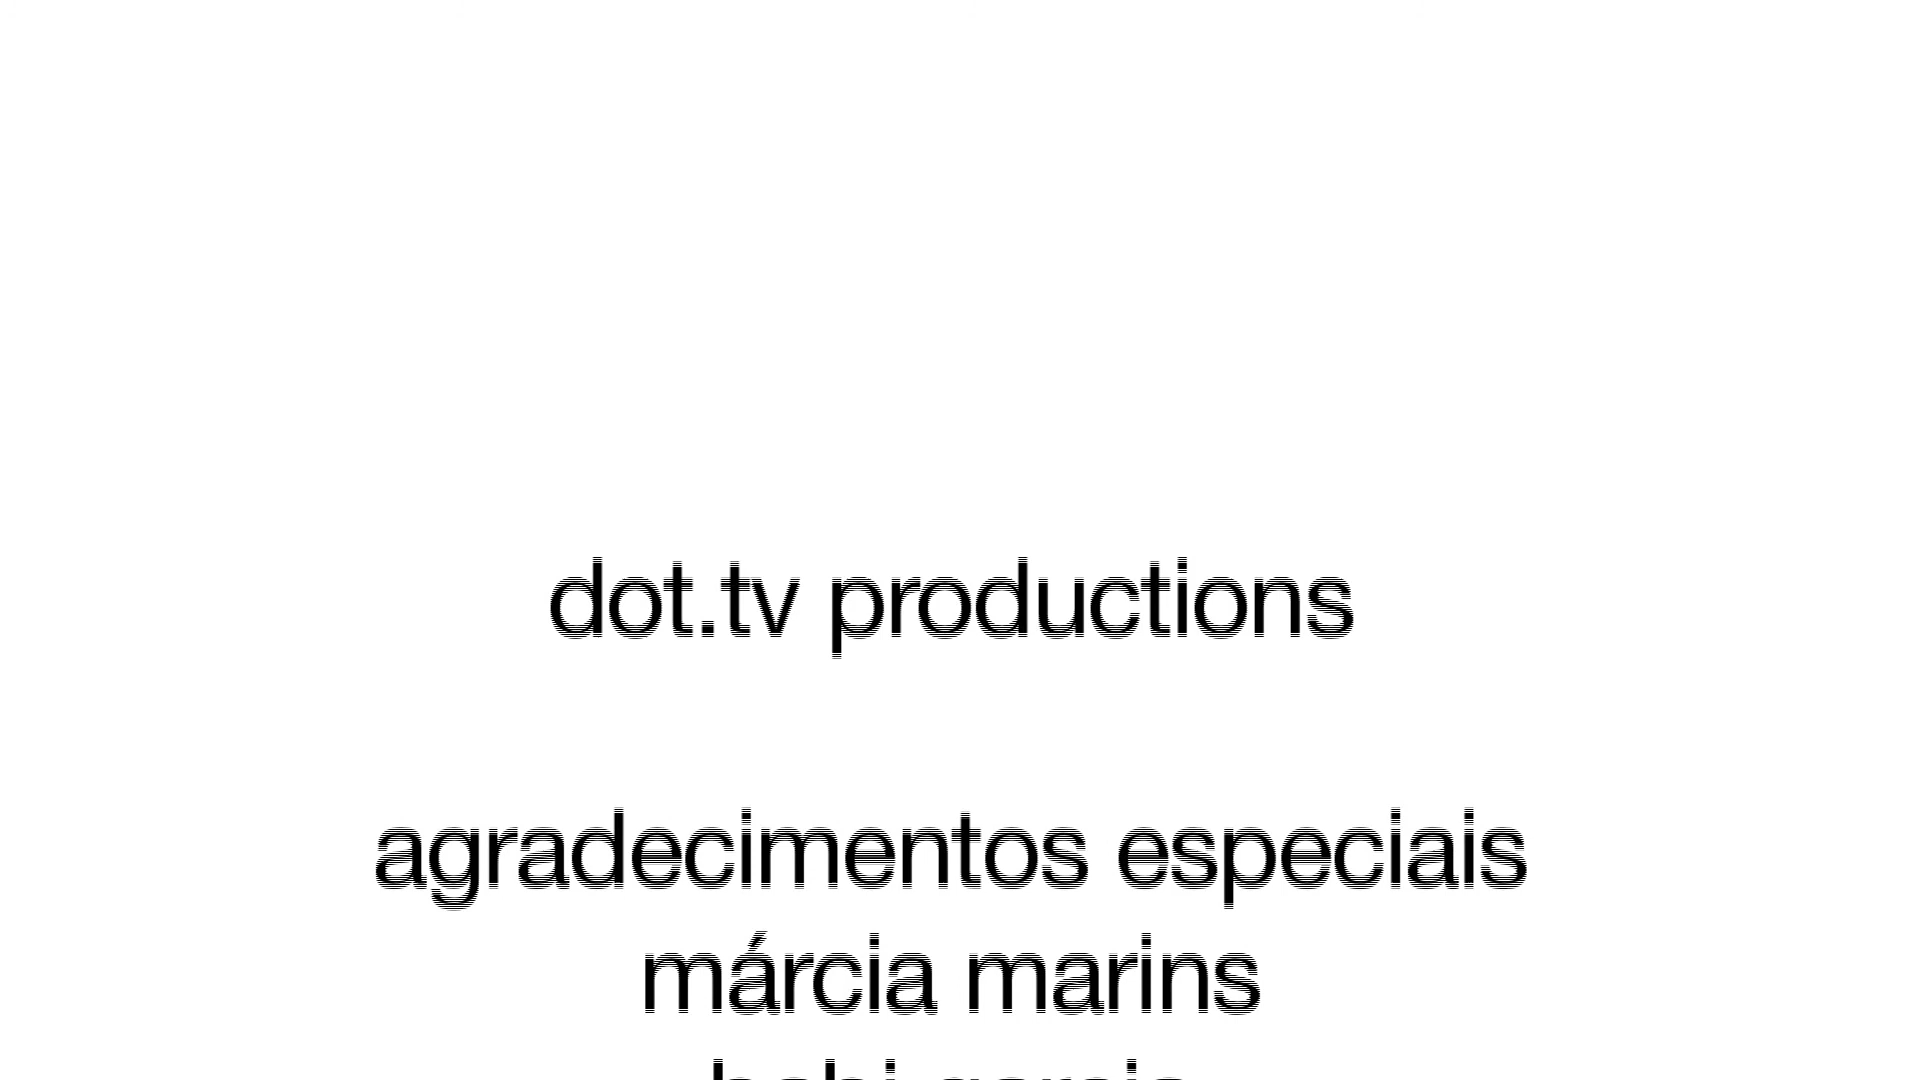 dot.tv productions
agradecimentos especiais
márcia marins